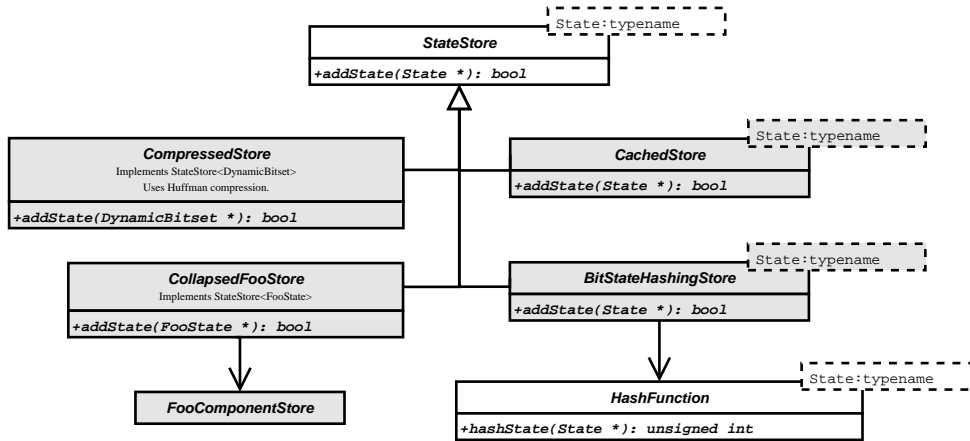 State:typename
StateStore
+addState(State *): bool
State:typename
CompressedStore
Implements StateStore<DynamicBitset>
Uses Huffman compression.
+addState(DynamicBitset *): bool
CachedStore
+addState(State *): bool
State:typename
CollapsedFooStore
Implements StateStore<FooState>
+addState(FooState *): bool
BitStateHashingStore
+addState(State *): bool
State:typename
FooComponentStore
HashFunction
+hashState(State *): unsigned int